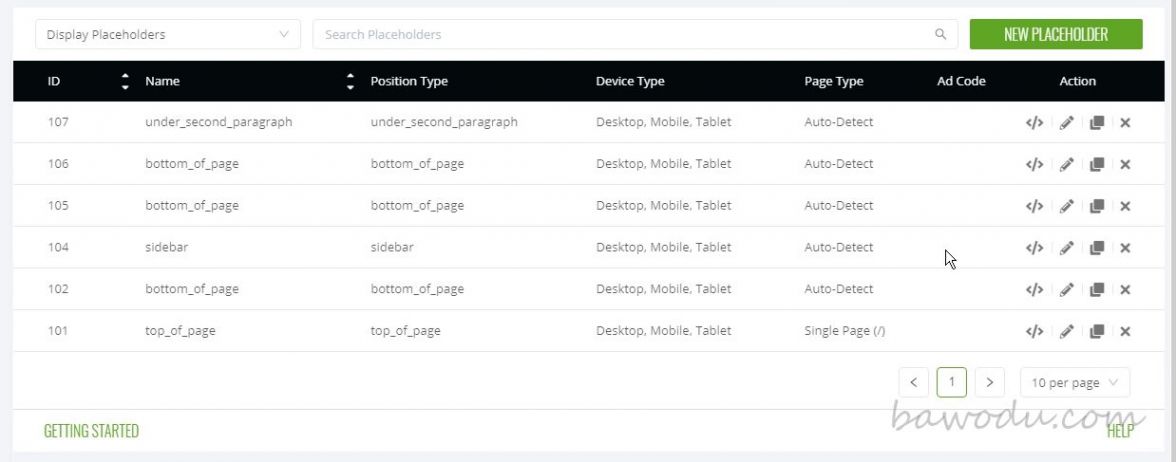 Display Placeholders Search Placeholders NEW PLACEHOLDER
ID Name Position Type Device Type Page Type Ad Code Action
107 under_second_paragraph under_second_paragraph Desktop, Mobile, Tablet Auto-Detect
106 bottom_of_page bottom_of_page Desktop, Mobile, Tablet Auto-Detect
105 bottom_of_page bottom_of_page Desktop, Mobile, Tablet Auto-Detect
104 sidebar sidebar Desktop, Mobile, Tablet Auto-Detect
102 bottom_of_page bottom_of_page Desktop, Mobile, Tablet Auto-Detect
101 top_of_page top_of_page Desktop, Mobile, Tablet Single Page (/)
< 1 > 10 per page
bawodu.com
GETTING STARTED HELP